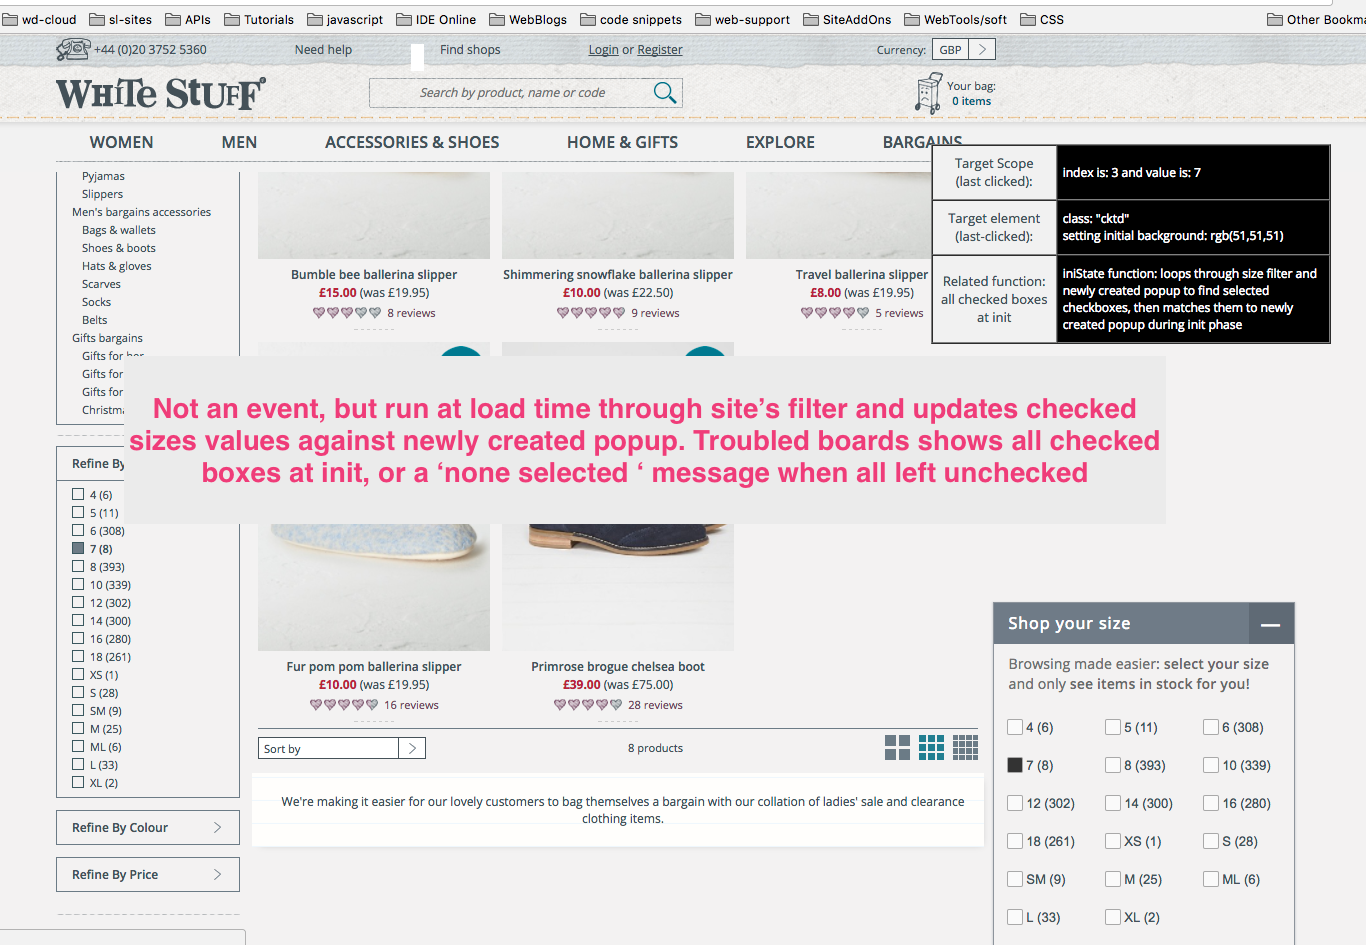 wd-cloud sl-sites APIs Tutorials javascript IDE Online WebBlogs code snippets web-support SiteAddOns WebTools/soft CSS Other Bookma
+44 (0)20 3752 5360 Need help Find shops Login or Register Currency: GBP
WHiTe STUFF
Search by product, name or code
Your bag:
0 items
WOMEN MEN ACCESSORIES & SHOES HOME & GIFTS EXPLORE BARGAINS
Pyjamas
Slippers
Men's bargains accessories
Bags & wallets
Shoes & boots
Hats & gloves
Scarves
Socks
Belts
Gifts bargains
Gifts for her
Gifts for
Gifts for
Christma
Refine By
4 (6)
5 (11)
6 (308)
7 (8)
8 (393)
10 (339)
12 (302)
14 (300)
16 (280)
18 (261)
XS (1)
S (28)
SM (9)
M (25)
ML (6)
L (33)
XL (2)
Refine By Colour
Refine By Price
Bumble bee ballerina slipper
£15.00 (was £19.95)
8 reviews
Shimmering snowflake ballerina slipper
£10.00 (was £22.50)
9 reviews
Travel ballerina slipper
£8.00 (was £19.95)
5 reviews
Target Scope
(last clicked):
index is: 3 and value is: 7
Target element
(last-clicked):
class: "cktd"
setting initial background: rgb(51,51,51)
Related function:
all checked boxes
at init
iniState function: loops through size filter and
newly created popup to find selected
checkboxes, then matches them to newly
created popup during init phase
Not an event, but run at load time through site’s filter and updates checked
sizes values against newly created popup. Troubled boards shows all checked
boxes at init, or a ‘none selected ‘ message when all left unchecked
Fur pom pom ballerina slipper
£10.00 (was £19.95)
16 reviews
Primrose brogue chelsea boot
£39.00 (was £75.00)
28 reviews
Sort by
8 products
We're making it easier for our lovely customers to bag themselves a bargain with our collation of ladies' sale and clearance
clothing items.
Shop your size
Browsing made easier: select your size
and only see items in stock for you!
4 (6) 5 (11) 6 (308)
7 (8) 8 (393) 10 (339)
12 (302) 14 (300) 16 (280)
18 (261) XS (1) S (28)
SM (9) M (25) ML (6)
L (33) XL (2)